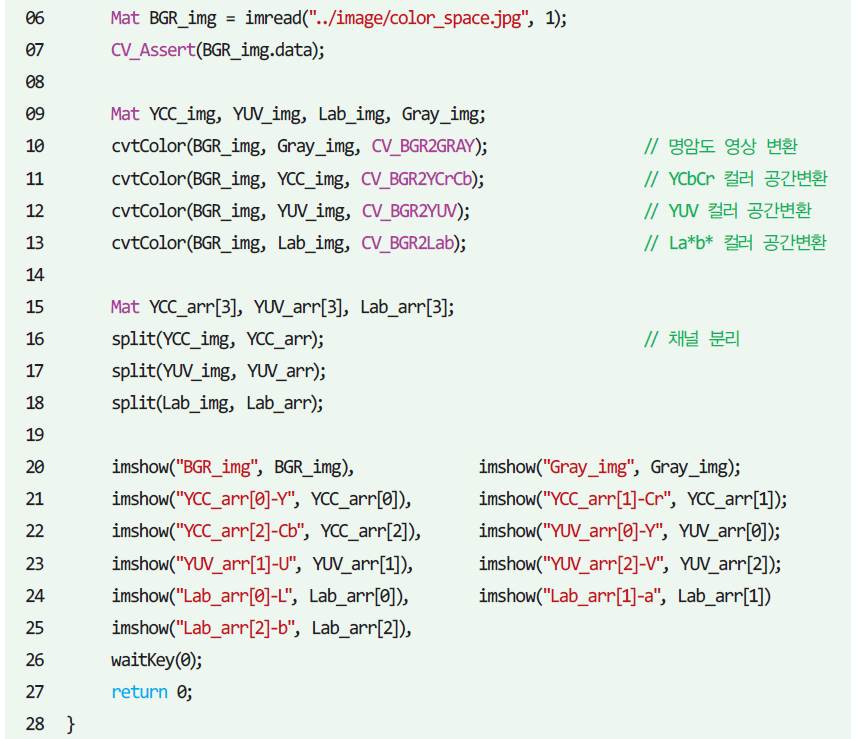 06 Mat BGR_img = imread("../image/color_space.jpg", 1);
07 CV_Assert(BGR_img.data);
08
09 Mat YCC_img, YUV_img, Lab_img, Gray_img;
10 cvtColor(BGR_img, Gray_img, CV_BGR2GRAY); // 명암도 영상 변환
11 cvtColor(BGR_img, YCC_img, CV_BGR2YCrCb); // YCbCr 컬러 공간변환
12 cvtColor(BGR_img, YUV_img, CV_BGR2YUV); // YUV 컬러 공간변환
13 cvtColor(BGR_img, Lab_img, CV_BGR2Lab); // La*b* 컬러 공간변환
14
15 Mat YCC_arr[3], YUV_arr[3], Lab_arr[3];
16 split(YCC_img, YCC_arr); // 채널 분리
17 split(YUV_img, YUV_arr);
18 split(Lab_img, Lab_arr);
19
20 imshow("BGR_img", BGR_img), imshow("Gray_img", Gray_img);
21 imshow("YCC_arr[0]-Y", YCC_arr[0]), imshow("YCC_arr[1]-Cr", YCC_arr[1]);
22 imshow("YCC_arr[2]-Cb", YCC_arr[2]), imshow("YUV_arr[0]-Y", YUV_arr[0]);
23 imshow("YUV_arr[1]-U", YUV_arr[1]), imshow("YUV_arr[2]-V", YUV_arr[2]);
24 imshow("Lab_arr[0]-L", Lab_arr[0]), imshow("Lab_arr[1]-a", Lab_arr[1])
25 imshow("Lab_arr[2]-b", Lab_arr[2]),
26 waitKey(0);
27 return 0;
28 }